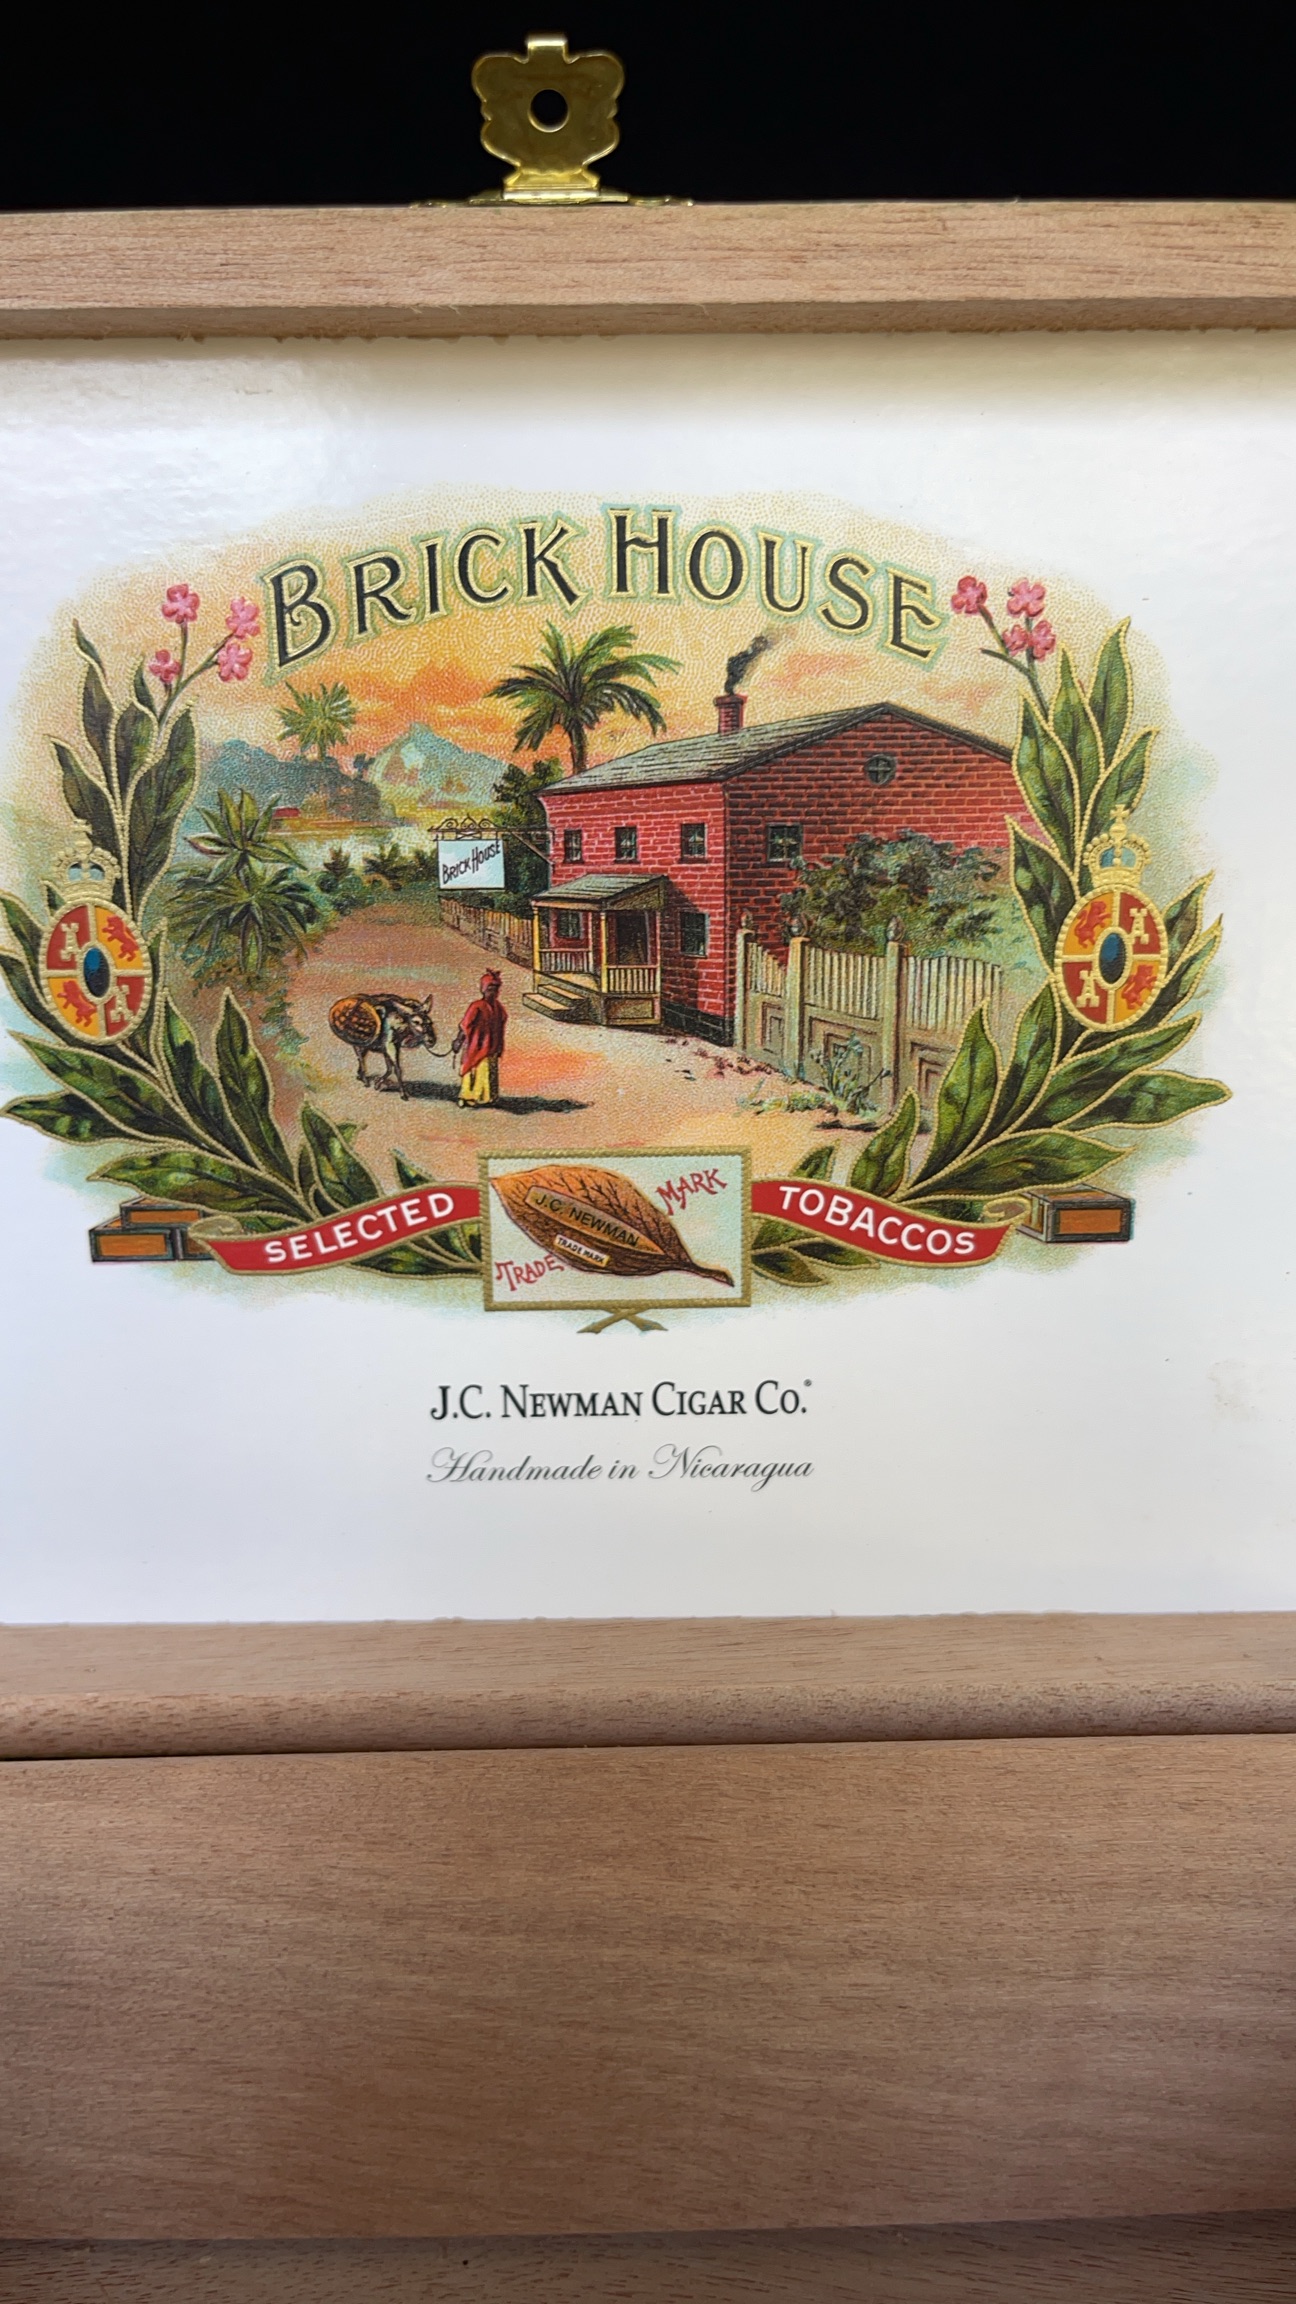 BRICK HOUSE
BRICK HOUSE
SELECTED
J.C. NEWMAN
TRADE MARK
TRADE MARK
TOBACCOS
J.C. NEWMAN CIGAR CO.®
Handmade in Nicaragua